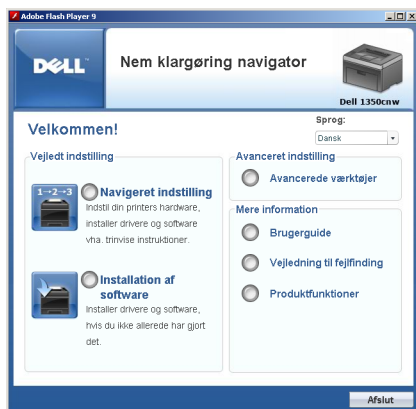 Adobe Flash Player 9
DELL™
Nem klargøring navigator
Dell 1350cnw
Velkommen!
Sprog:
Dansk
Vejledt indstilling
1→2→3
Navigeret indstilling
Indstil din printers hardware,
installer drivere og software
vha. trinvise instruktioner.
Installation af
software
Installer drivere og software,
hvis du ikke allerede har gjort
det.
Avanceret indstilling
Avancerede værktøjer
Mere information
Brugerguide
Vejledning til fejlfinding
Produktfunktioner
Afslut